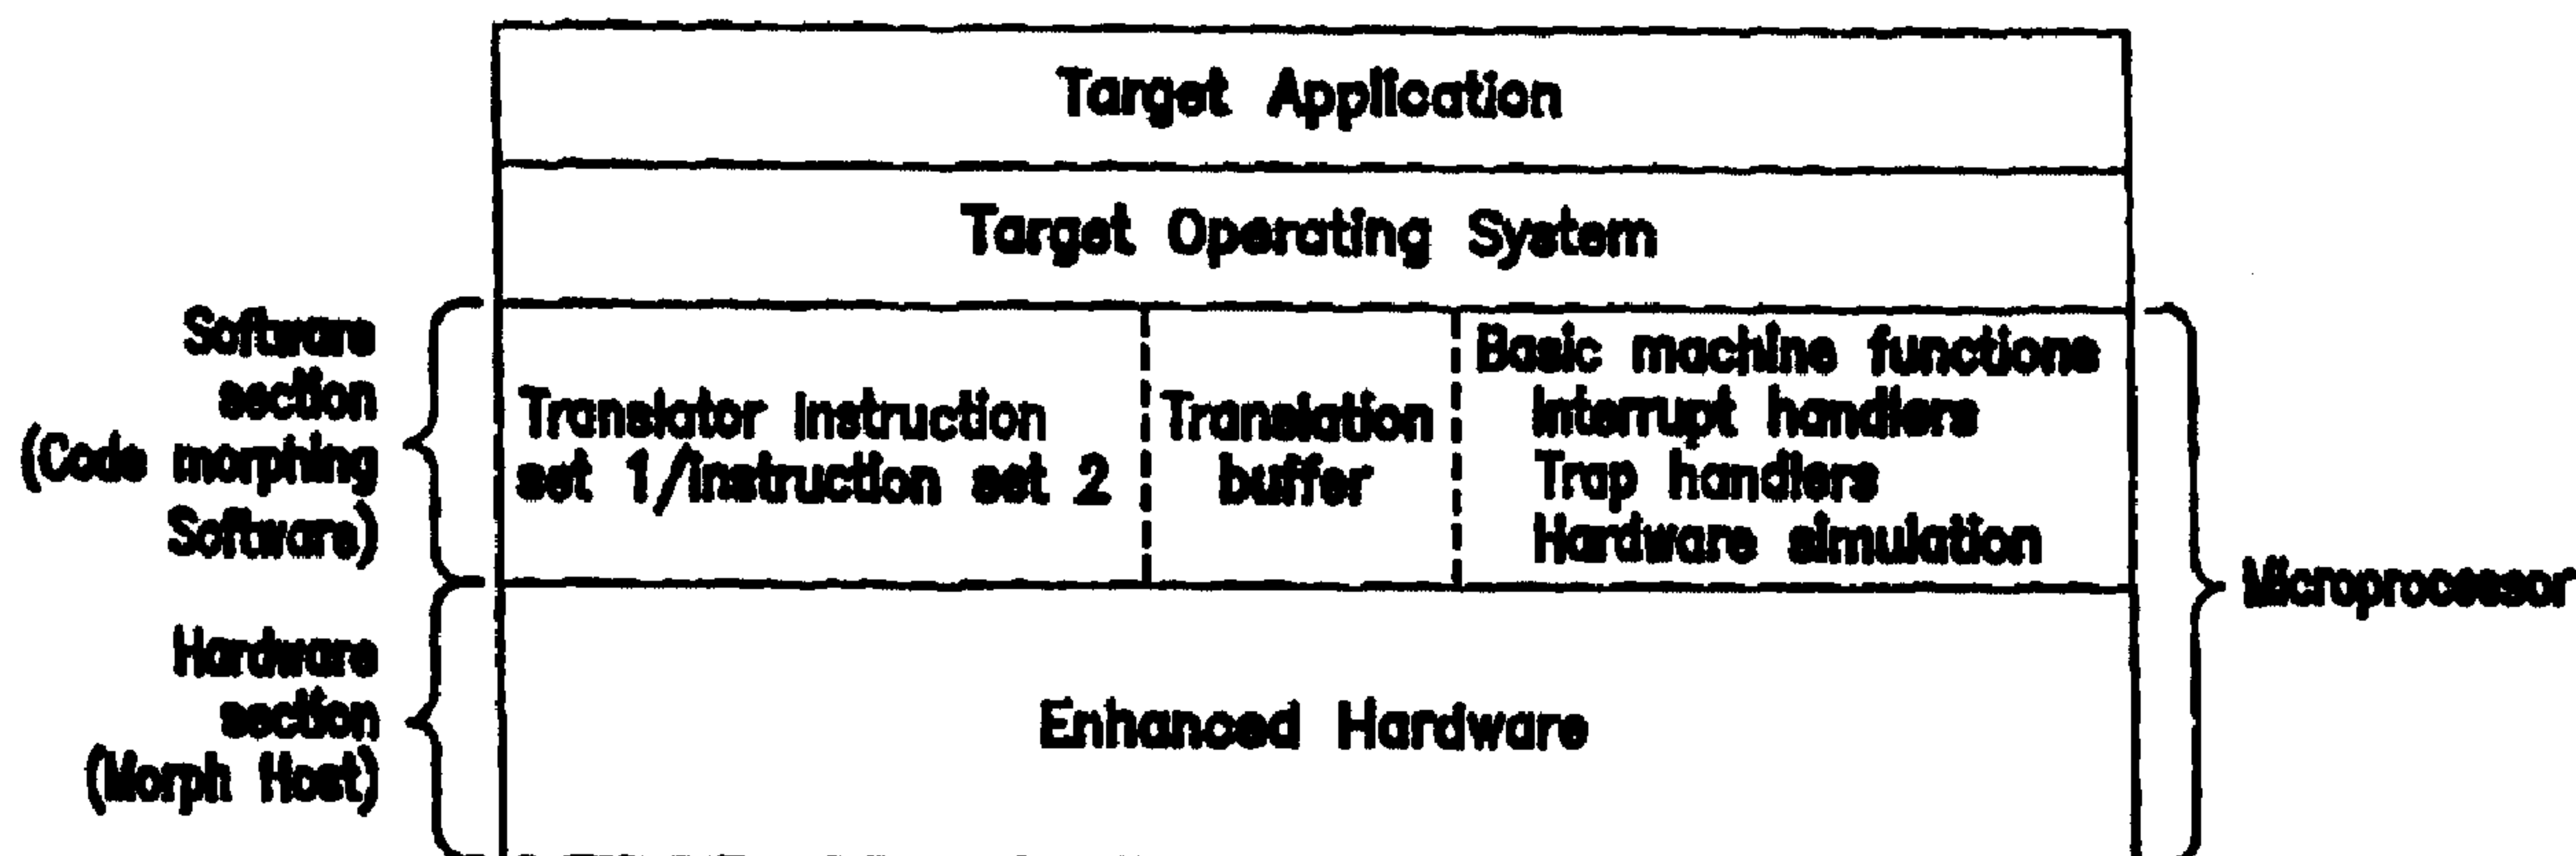 Target Application
Target Operating System
Software
section
(Code morphing
Software)
Translator Instruction
set 1/Instruction set 2
Translation
buffer
Basic machine functions
Interrupt handlers
Trap handlers
Hardware simulation
Microprocessor
Hardware
section
(Morph Host)
Enhanced Hardware